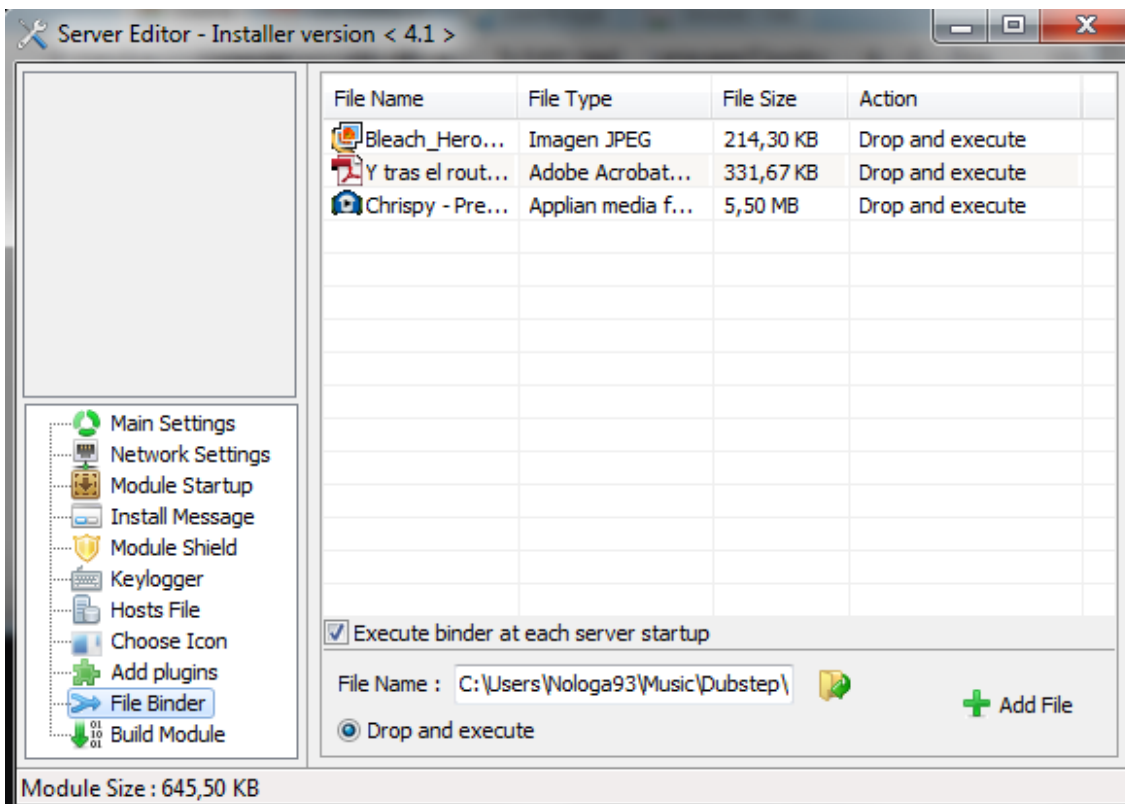 Server Editor - Installer version < 4.1 >
File Name File Type File Size Action
Bleach_Hero... Imagen JPEG 214,30 KB Drop and execute
Y tras el rout... Adobe Acrobat... 331,67 KB Drop and execute
Chrispy - Pre... Applian media f... 5,50 MB Drop and execute
Main Settings
Network Settings
Module Startup
Install Message
Module Shield
Keylogger
Hosts File
Choose Icon
Add plugins
File Binder
Build Module
Execute binder at each server startup
File Name : C:\Users\Nologa93\Music\Dubstep\
Add File
Drop and execute
Module Size : 645,50 KB